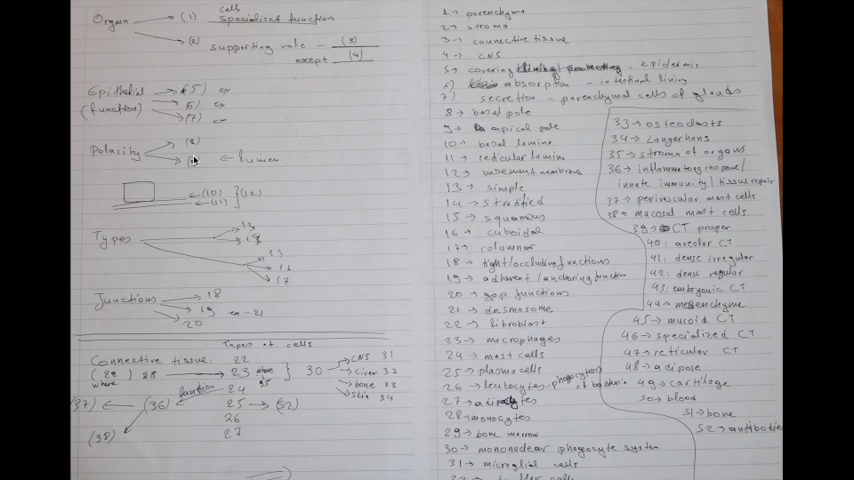 Organ (1) cells
specialized function
(2) supporting role - (3)
except (4)
Epithelial (5) ex
(function) (6) ex
(7) ex
Polarity (8)
← lumen
(10) } (12)
(11)
Types 13
14
15
16
17
Junctions 18
19 ex - 21
20
Types of cells
Connective tissue: 22
(29) 28 23 } 30 CNS 31
where liver 32
24 bone 33
function skin 34
(37) ← (36) 25 → (52)
26
(38) 27
1 → parenchyma
2 → stroma
3 → connective tissue
4 → CNS
5 → covering - epidermis
6) absorption - intestinal lining
7) secretion - parenchymal cells of glands
8 → basal pole
9 → apical pole
10 → basal lamina
11 → reticular lamina
12 → basement membrane
13 → simple
14 → stratified
15 → squamous
16 → cuboidal
17 → columnar
18 → tight/occluding functions
19 → adherent/anchoring function
20 → gap junctions
21 → desmosome
22 → fibroblast
23 → macrophages
24 → mast cells
25 → plasma cells
26 → leukocytes - phagocytosis of bacteria
27 → adipocytes
28 → monocytes
29 → bone marrow
30 → mononuclear phagocyte system
31 → microglial cells
33 → osteoclasts
34 → Langerhans
35 → stroma of organs
36 → inflammatory response/
innate immunity/tissue repair
37 → perivascular mast cells
38 → mucosal mast cells
39 → CT proper
40: areolar CT
41: dense irregular
42: dense regular
43: embryonic CT
44 → mesenchyme
45 → mucoid CT
46 → specialized CT
47 → reticular CT
48 → adipose
49 → cartilage
50 → blood
51 → bone
52 → antibodies